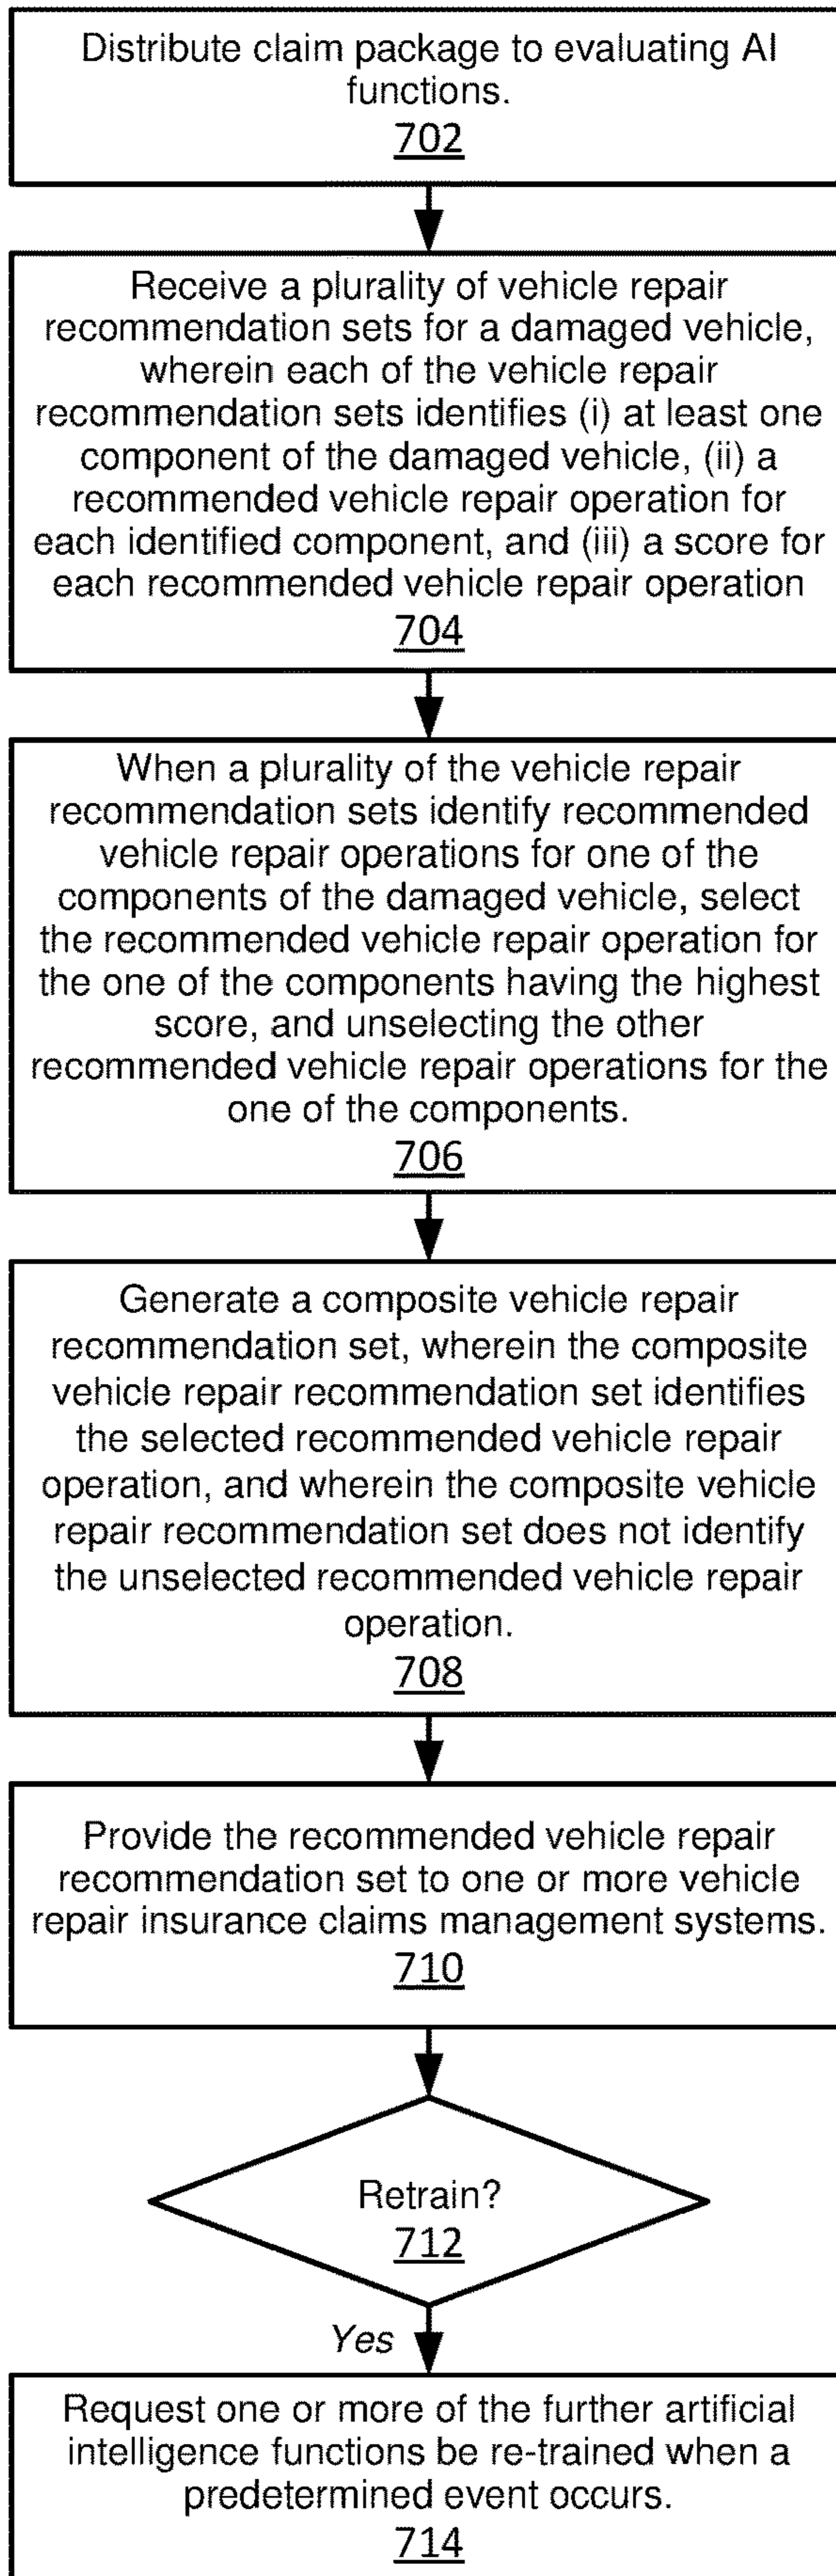 Distribute claim package to evaluating AI
functions.
702
Receive a plurality of vehicle repair
recommendation sets for a damaged vehicle,
wherein each of the vehicle repair
recommendation sets identifies (i) at least one
component of the damaged vehicle, (ii) a
recommended vehicle repair operation for
each identified component, and (iii) a score for
each recommended vehicle repair operation
704
When a plurality of the vehicle repair
recommendation sets identify recommended
vehicle repair operations for one of the
components of the damaged vehicle, select
the recommended vehicle repair operation for
the one of the components having the highest
score, and unselecting the other
recommended vehicle repair operations for the
one of the components.
706
Generate a composite vehicle repair
recommendation set, wherein the composite
vehicle repair recommendation set identifies
the selected recommended vehicle repair
operation, and wherein the composite vehicle
repair recommendation set does not identify
the unselected recommended vehicle repair
operation.
708
Provide the recommended vehicle repair
recommendation set to one or more vehicle
repair insurance claims management systems.
710
Retrain?
712
Yes
Request one or more of the further artificial
intelligence functions be re-trained when a
predetermined event occurs.
714